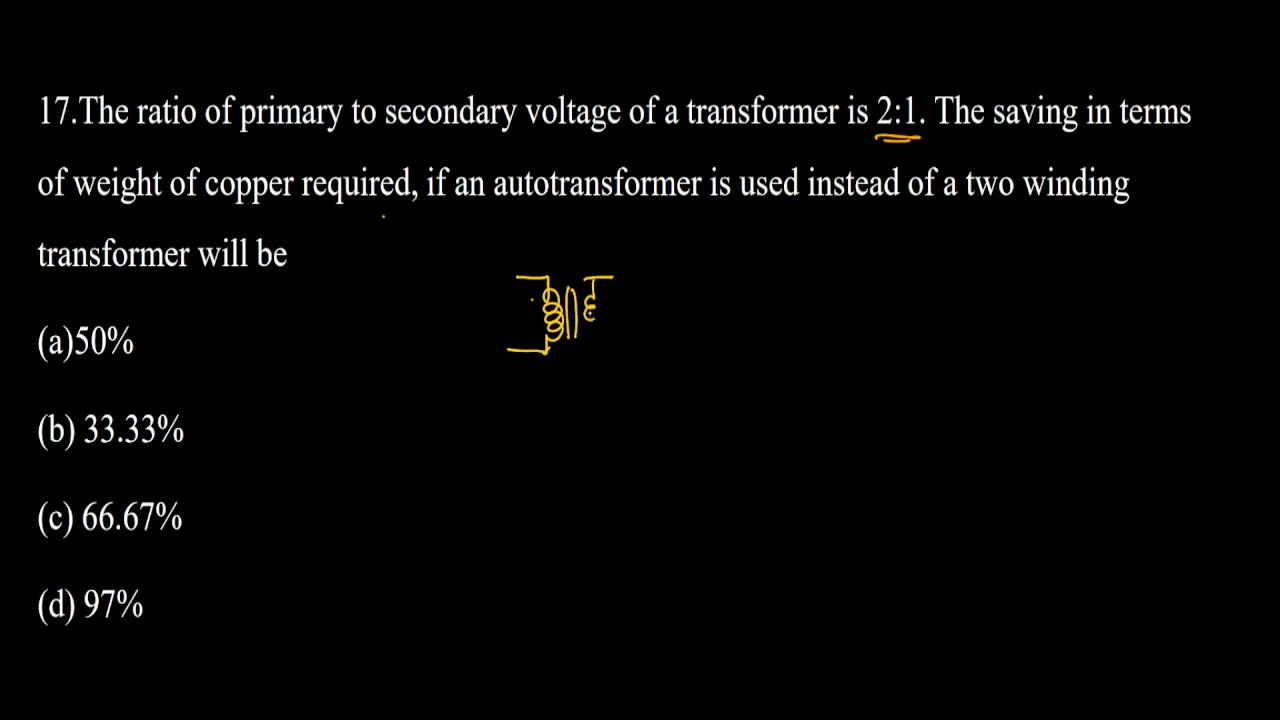 17.The ratio of primary to secondary voltage of a transformer is 2:1. The saving in terms
of weight of copper required, if an autotransformer is used instead of a two winding
transformer will be
(a)50%
(b) 33.33%
(c) 66.67%
(d) 97%